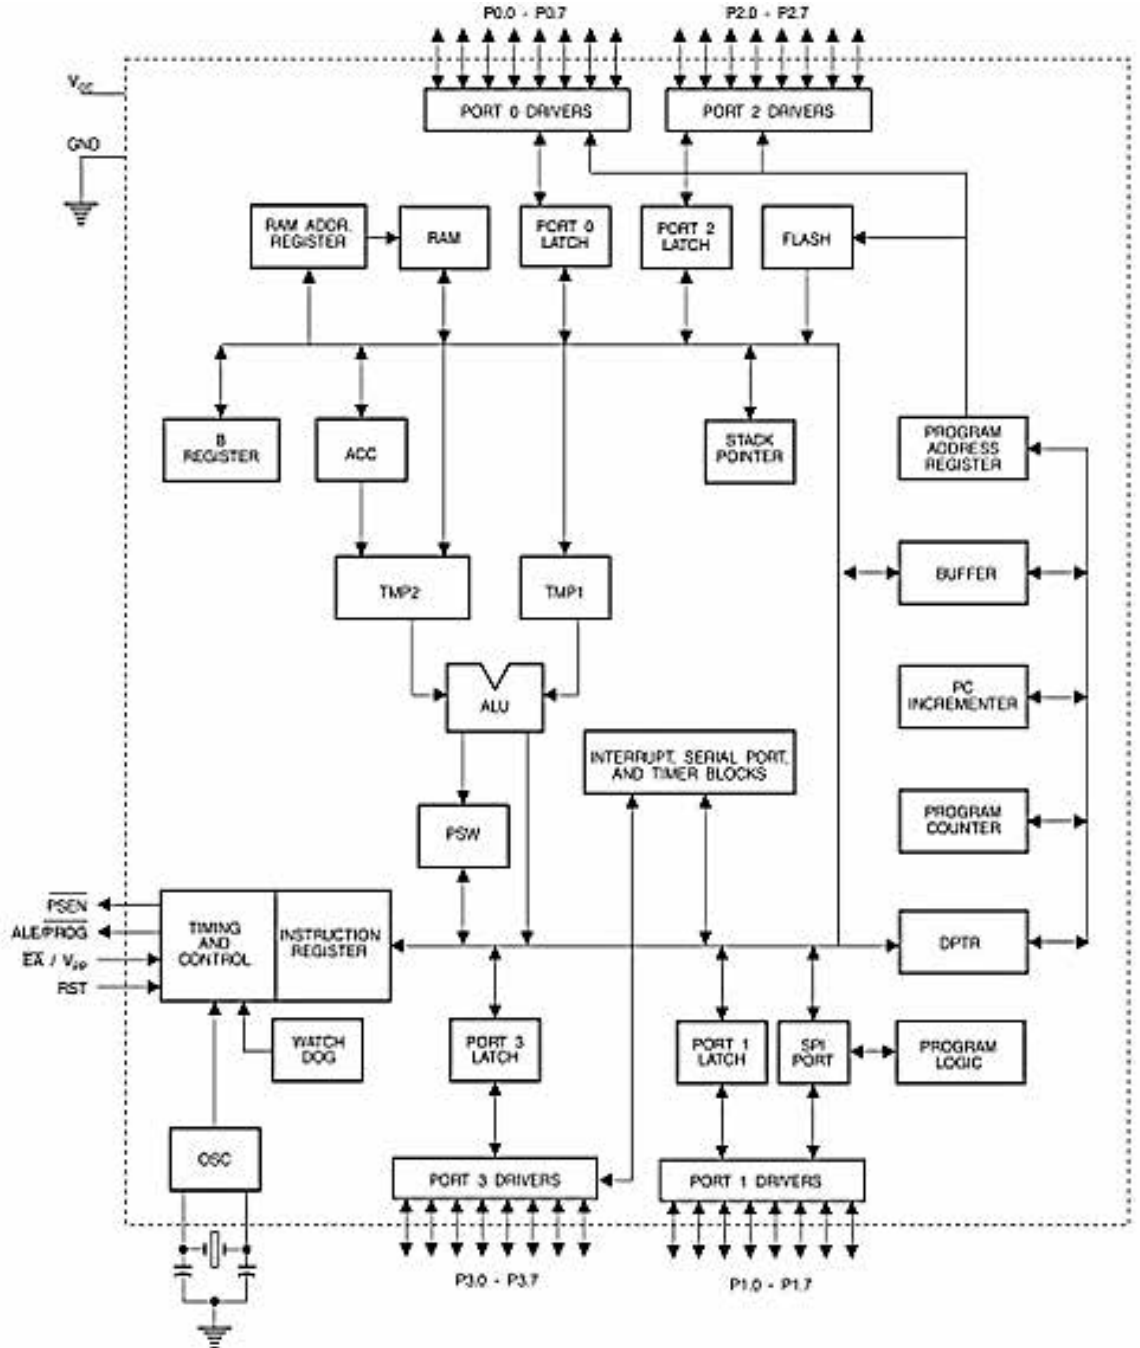 P0.0 - P0.7
P2.0 - P2.7
VCC
PORT 0 DRIVERS
PORT 2 DRIVERS
GND
RAM ADDR.
REGISTER
RAM
PORT 0
LATCH
PORT 2
LATCH
FLASH
B
REGISTER
ACC
STACK
POINTER
PROGRAM
ADDRESS
REGISTER
BUFFER
TMP2
TMP1
ALU
PC
INCREMENTER
INTERRUPT, SERIAL PORT,
AND TIMER BLOCKS
PSW
PROGRAM
COUNTER
PSEN
ALE/PROG
EA / VPP
RST
TIMING
AND
CONTROL
INSTRUCTION
REGISTER
DPTR
WATCH
DOG
PORT 3
LATCH
PORT 1
LATCH
SPI
PORT
PROGRAM
LOGIC
OSC
PORT 3 DRIVERS
PORT 1 DRIVERS
P3.0 - P3.7
P1.0 - P1.7